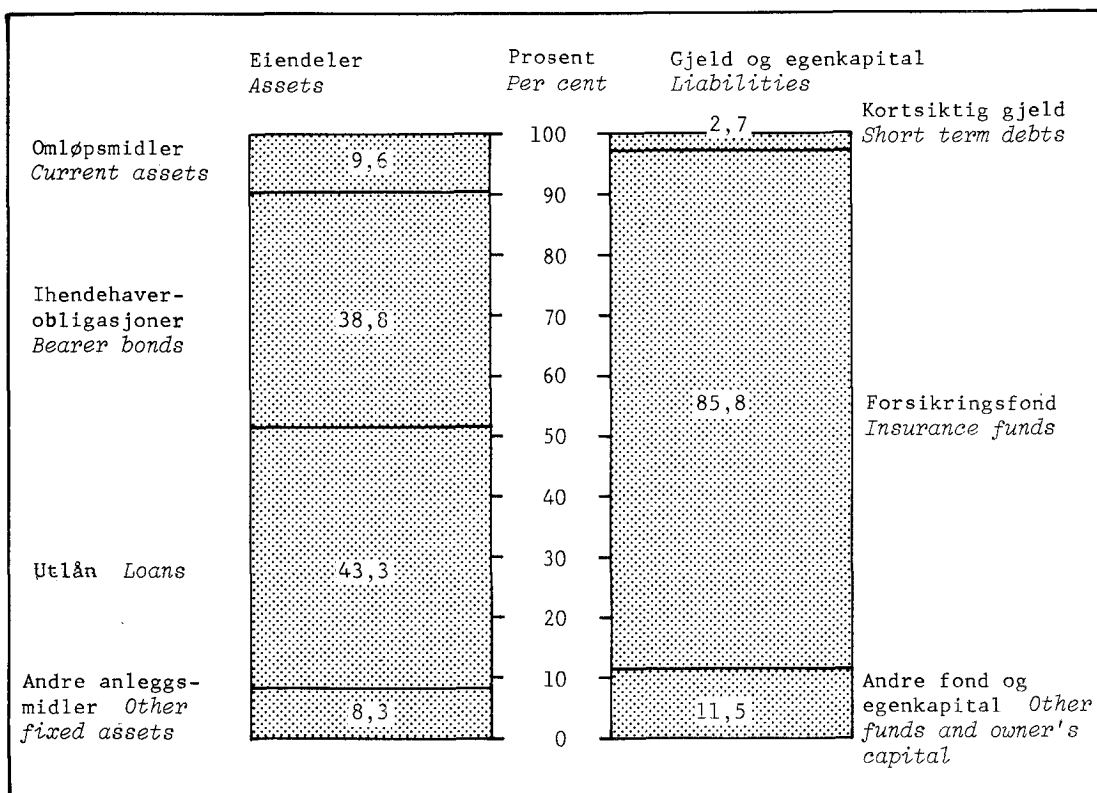 Eiendeler
Assets
Prosent
Per cent
Gjeld og egenkapital
Liabilities
Omløpsmidler
Current assets
9,6
Ihendehaver-
obligasjoner
Bearer bonds
38,8
Utlån Loans
43,3
Andre anleggs-
midler Other
fixed assets
8,3
100
90
80
70
60
50
40
30
20
10
0
2,7
Kortsiktig gjeld
Short term debts
85,8
Forsikringsfond
Insurance funds
11,5
Andre fond og
egenkapital Other
funds and owner's
capital